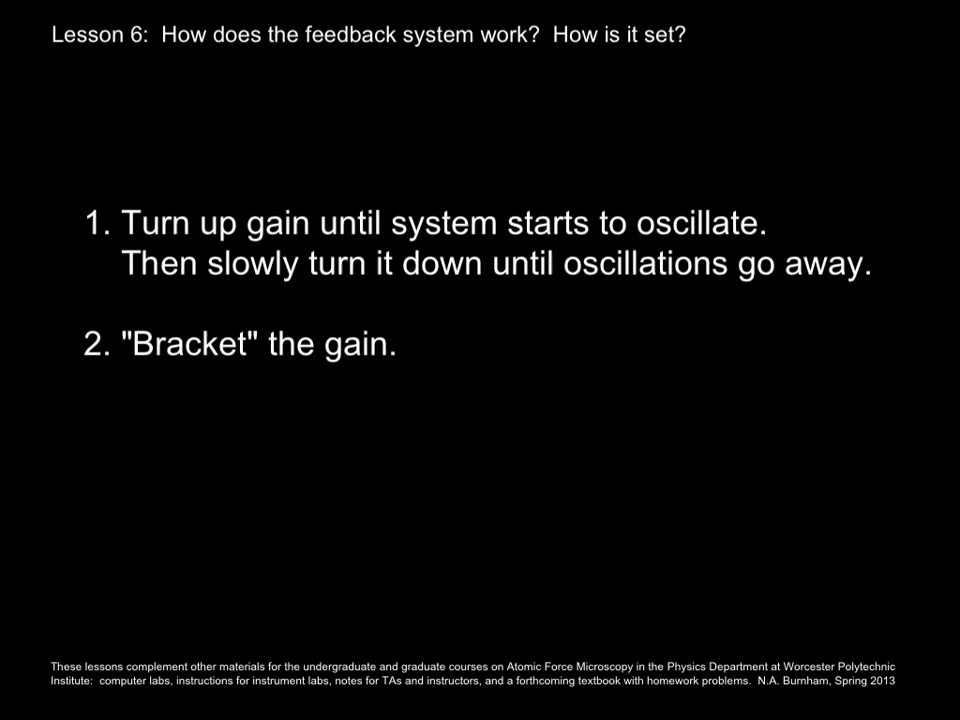 Lesson 6:  How does the feedback system work?  How is it set?
1. Turn up gain until system starts to oscillate.
Then slowly turn it down until oscillations go away.
2. "Bracket" the gain.
These lessons complement other materials for the undergraduate and graduate courses on Atomic Force Microscopy in the Physics Department at Worcester Polytechnic
Institute:  computer labs, instructions for instrument labs, notes for TAs and instructors, and a forthcoming textbook with homework problems.  N.A. Burnham, Spring 2013